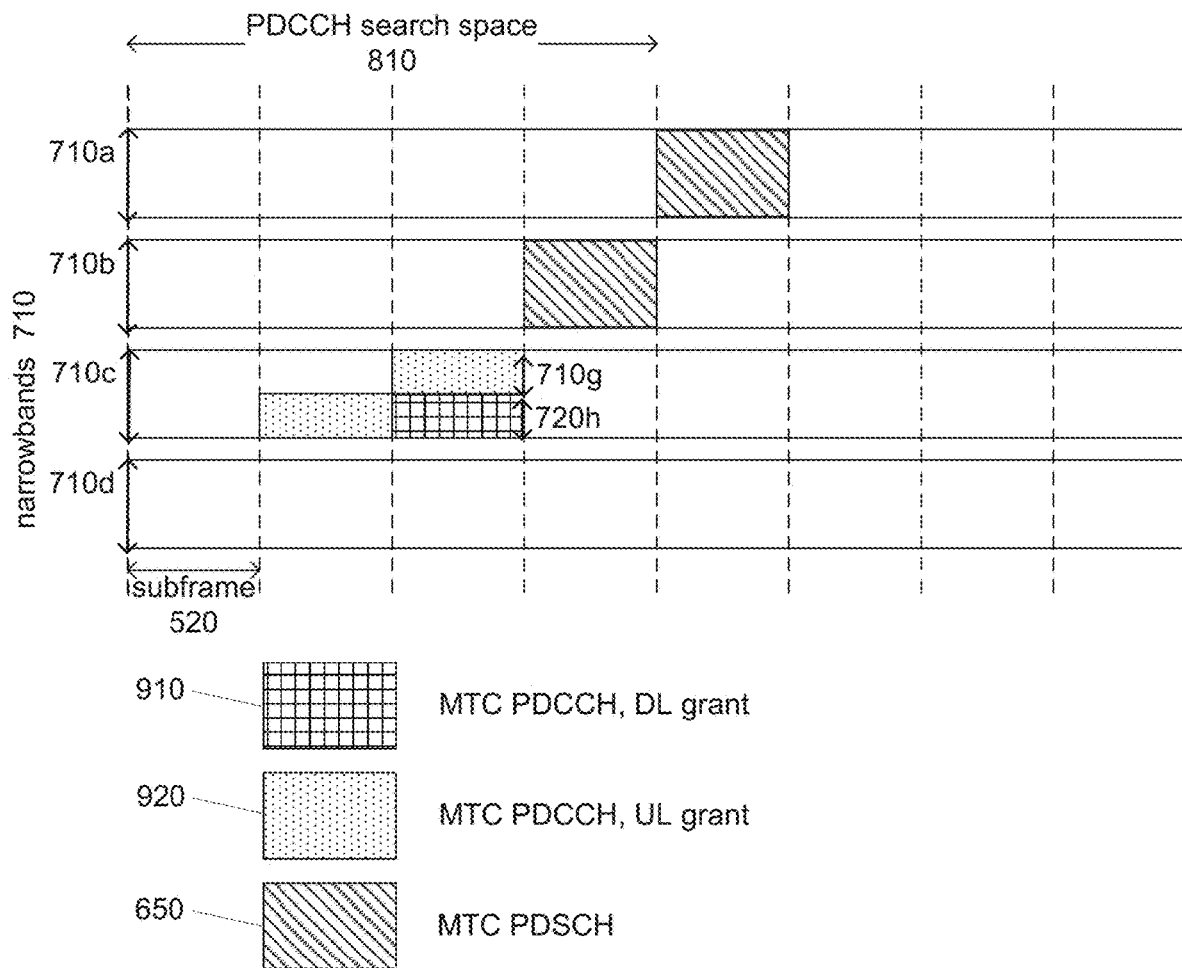 PDCCH search space
810
710a
710b
710c
710g
720h
710d
narrowbands 710
subframe
520
910
MTC PDCCH, DL grant
920
MTC PDCCH, UL grant
650
MTC PDSCH